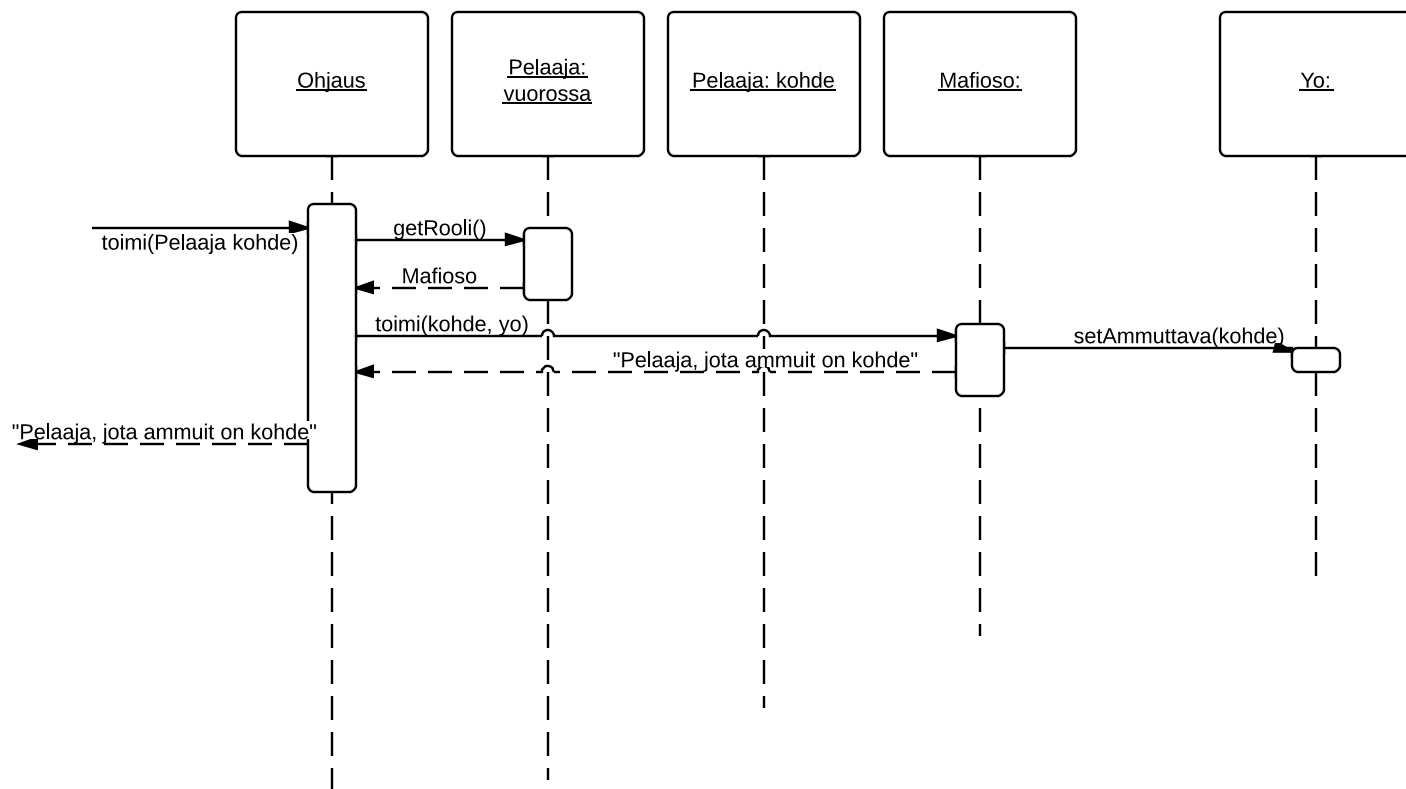 Ohjaus
Pelaaja:
vuorossa
Pelaaja: kohde
Mafioso:
Yo:
toimi(Pelaaja kohde)
getRooli()
Mafioso
toimi(kohde, yo)
setAmmuttava(kohde)
"Pelaaja, jota ammuit on kohde"
"Pelaaja, jota ammuit on kohde"